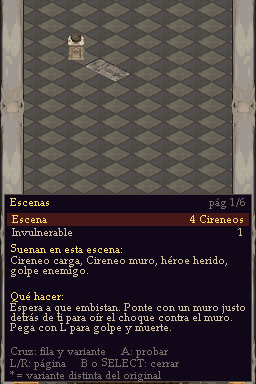 Escenas pág 1/6
Escena 4 Cireneos
Invulnerable 1
Suenan en esta escena:
Cireneo carga, Cireneo muro, héroe herido,
golpe enemigo.
Qué hacer:
Espera a que embistan. Ponte con un muro justo
detrás de ti para oír el choque contra el muro.
Pega con L para golpe y muerte.
Cruz: fila y variante A: probar
L/R: página B o SELECT: cerrar
* = variante distinta del original